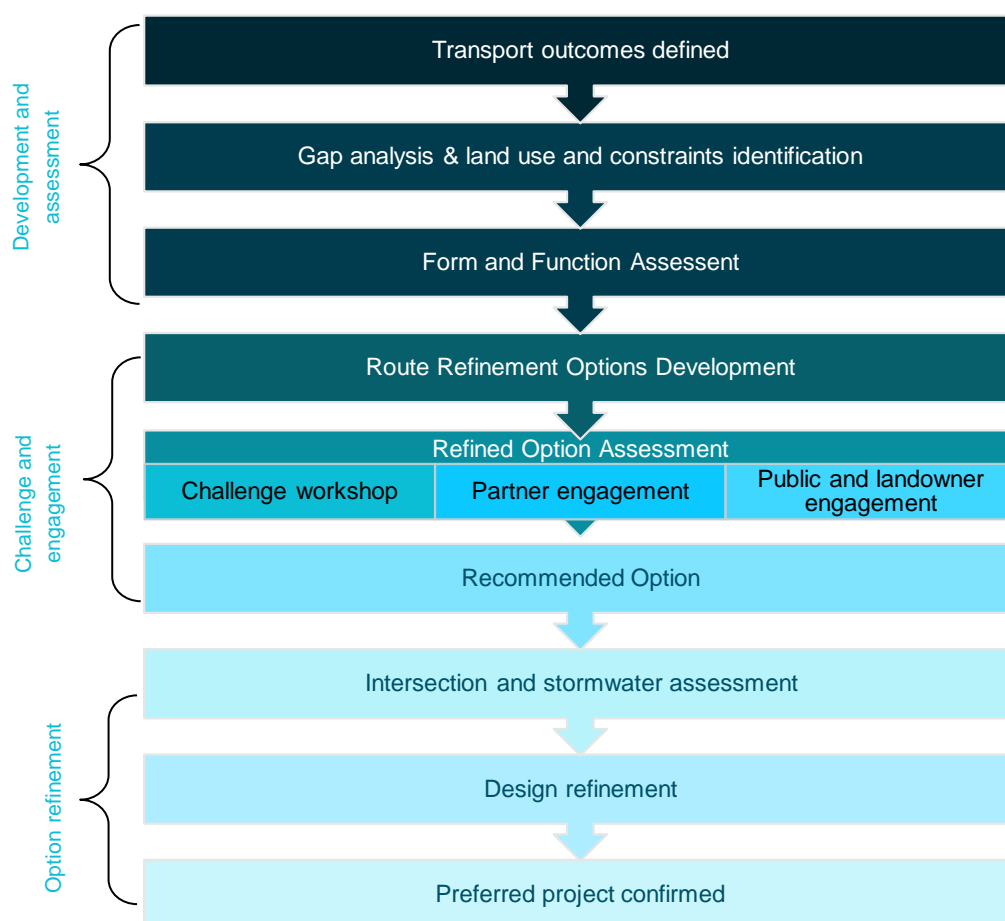 Development and
assessment
Transport outcomes defined
Gap analysis & land use and constraints identification
Form and Function Assessent
Challenge and
engagement
Route Refinement Options Development
Refined Option Assessment
Challenge workshop
Partner engagement
Public and landowner
engagement
Recommended Option
Option refinement
Intersection and stormwater assessment
Design refinement
Preferred project confirmed